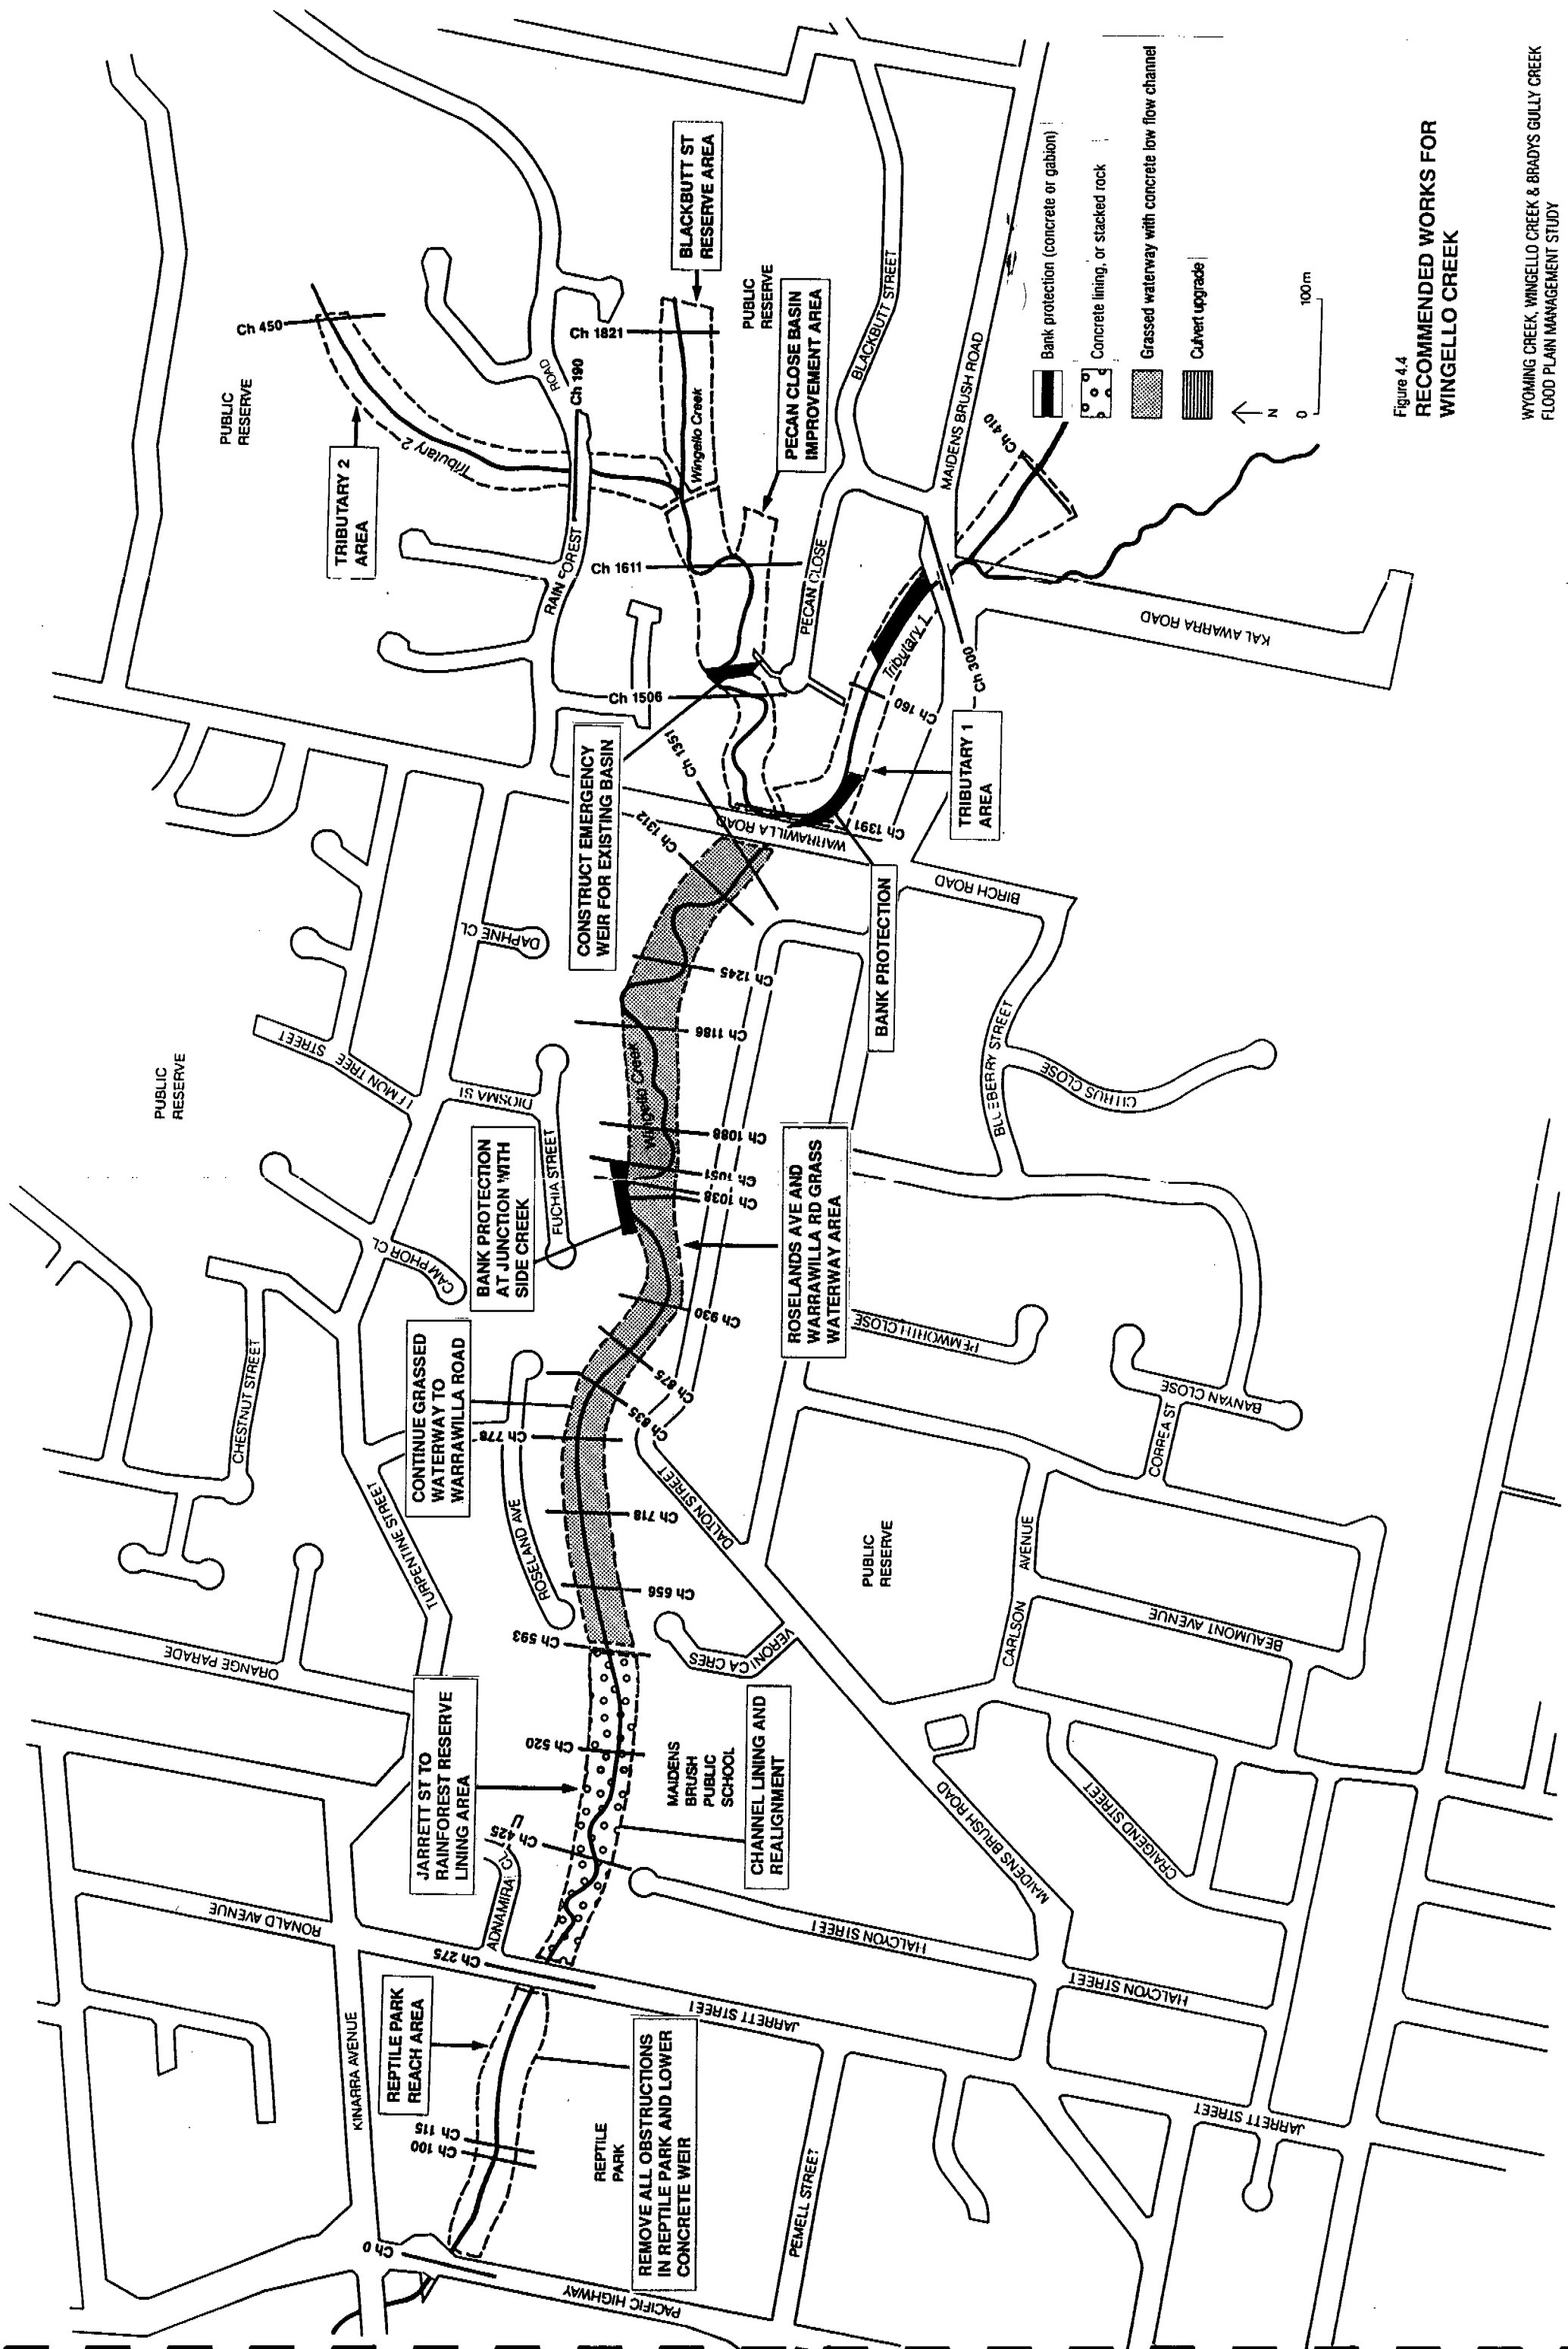 PACIFIC HIGHWAY
Ch 0
KINARRA AVENUE
Ch 100
Ch 115
REPTILE PARK
REACH AREA
REPTILE
PARK
REMOVE ALL OBSTRUCTIONS
IN REPTILE PARK AND LOWER
CONCRETE WEIR
PEMELL STREET
Ch 275
RONALD AVENUE
JARRETT STREET
JARRETT STREET
HALCYON STREET
HALCYON STREET
Ch 425
JARRETT ST TO
RAINFOREST RESERVE
LINING AREA
Ch 520
MAIDENS
BRUSH
PUBLIC
SCHOOL
CHANNEL LINING AND
REALIGNMENT
MAIDENS BRUSH ROAD
CRAIGEND STREET
ORANGE PARADE
Ch 593
VERONICA CRES
Ch 656
ROSELAND AVE
TURPENTINE STREET
CHESTNUT STREET
Ch 718
Ch 778
DALTON STREET
PUBLIC
RESERVE
CARLSON AVENUE
BEAUMONT AVENUE
CORREA ST
BANYAN CLOSE
PEMWORTH CLOSE
CONTINUE GRASSED
WATERWAY TO
WARRAWILLA ROAD
Ch 835
Ch 875
Ch 930
CAMPHOR CL
BANK PROTECTION
AT JUNCTION WITH
SIDE CREEK
FUCHIA STREET
DIOSMA ST
LEMON TREE STREET
PUBLIC
RESERVE
Ch 1038
Ch 1051
Ch 1088
Wingello Creek
ROSELANDS AVE AND
WARRAWILLA RD GRASS
WATERWAY AREA
Ch 1186
Ch 1245
DAPHNE CL
BLUEBERRY STREET
CITRUS CLOSE
BIRCH ROAD
BANK PROTECTION
CONSTRUCT EMERGENCY
WEIR FOR EXISTING BASIN
Ch 1312
Ch 1351
WARRAWILLA ROAD
Ch 1391
TRIBUTARY 1
AREA
Ch 160
Tributary 1
Ch 300
KALAWARRA ROAD
Ch 410
Ch 1506
PECAN CLOSE
Ch 1611
RAIN FOREST
ROAD
Ch 190
TRIBUTARY 2
AREA
Tributary 2
PUBLIC
RESERVE
Ch 450
Wingello Creek
Ch 1821
PECAN CLOSE BASIN
IMPROVEMENT AREA
BLACKBUTT ST
RESERVE AREA
PUBLIC
RESERVE
BLACKBUTT STREET
MAIDENS BRUSH ROAD
Bank protection (concrete or gabion)
Concrete lining, or stacked rock
Grassed waterway with concrete low flow channel
Culvert upgrade
N
0
100m
Figure 4.4
RECOMMENDED WORKS FOR
WINGELLO CREEK
WYOMING CREEK, WINGELLO CREEK & BRADYS GULLY CREEK
FLOOD PLAIN MANAGEMENT STUDY